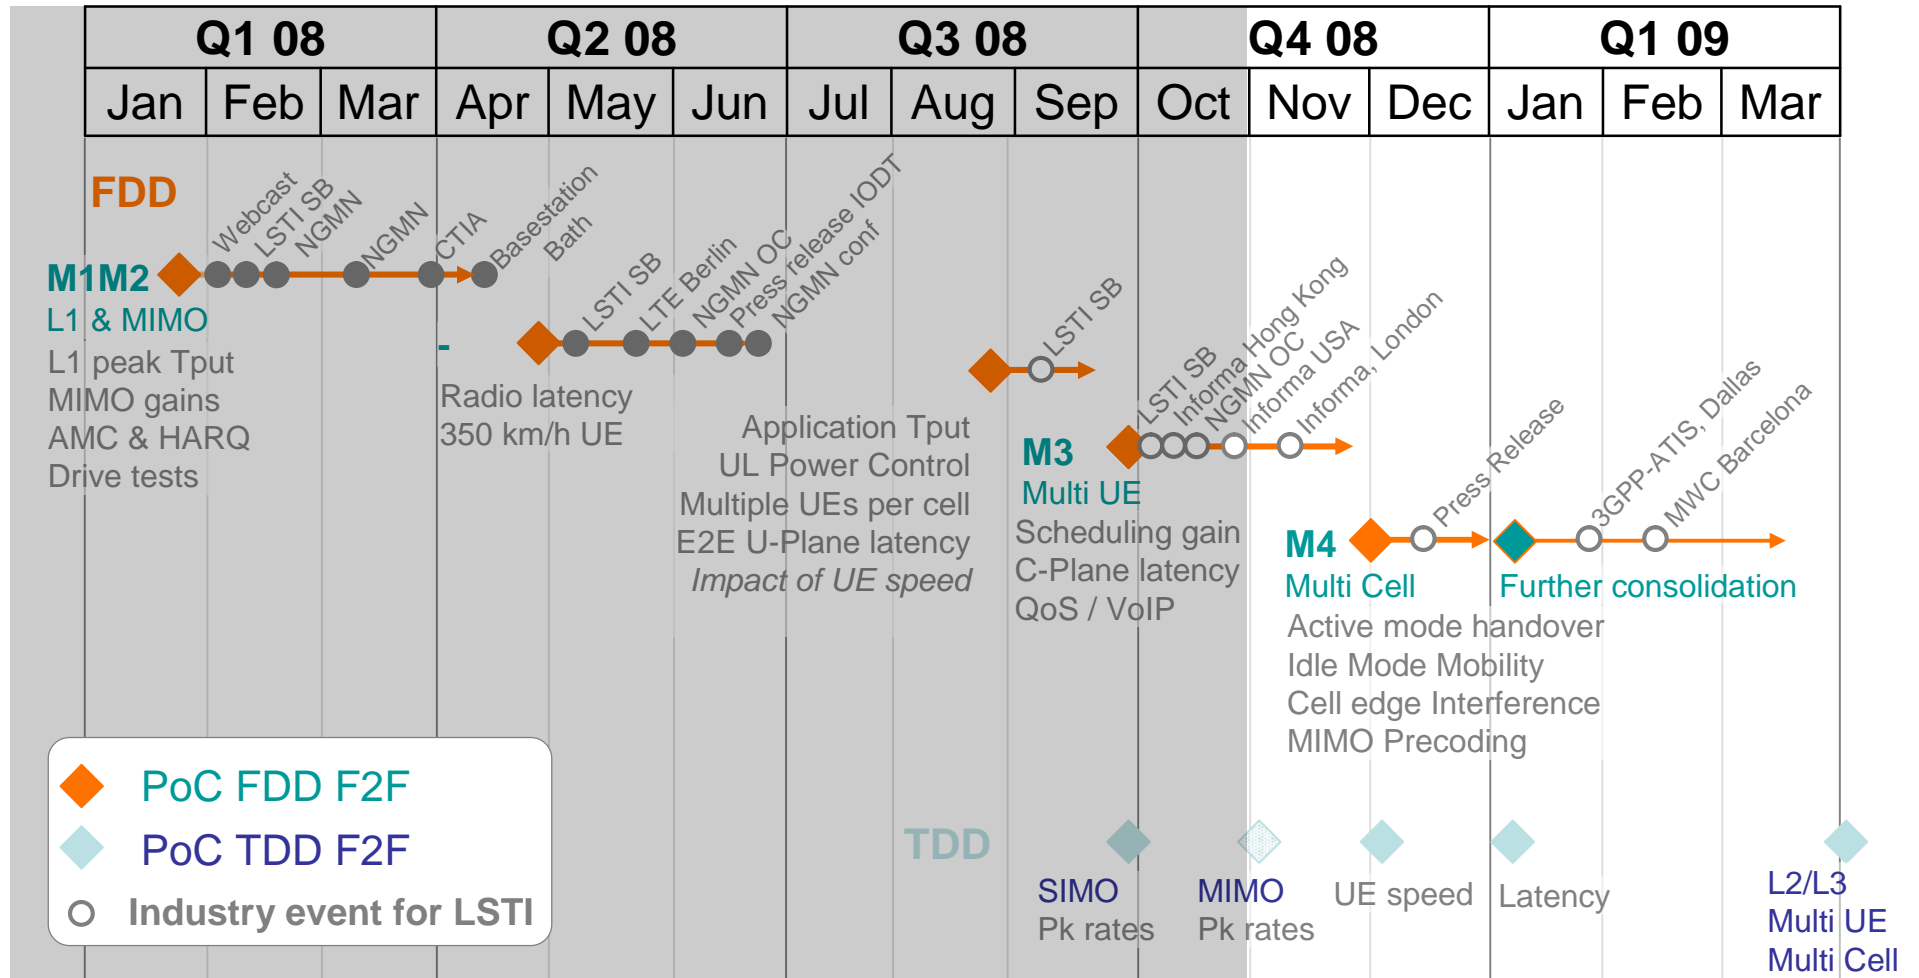 Q1 08
Q2 08
Q3 08
Q4 08
Q1 09
Jan
Feb
Mar
Apr
May
Jun
Jul
Aug
Sep
Oct
Nov
Dec
Jan
Feb
Mar
FDD
Webcast
LSTI SB
NGMN
NGMN
CTIA
Basestation
Bath
M1M2
L1 & MIMO
L1 peak Tput
MIMO gains
AMC & HARQ
Drive tests
-
LSTI SB
LTE Berlin
NGMN OC
Press release IODT
NGMN conf
Radio latency
350 km/h UE
LSTI SB
Application Tput
UL Power Control
Multiple UEs per cell
E2E U-Plane latency
Impact of UE speed
LSTI SB
Informa Hong Kong
NGMN OC
Informa USA
Informa, London
M3
Multi UE
Scheduling gain
C-Plane latency
QoS / VoIP
Press Release
M4
Multi Cell
Active mode handover
Idle Mode Mobility
Cell edge Interference
MIMO Precoding
3GPP-ATIS, Dallas
MWC Barcelona
Further consolidation
PoC FDD F2F
PoC TDD F2F
Industry event for LSTI
TDD
SIMO
Pk rates
MIMO
Pk rates
UE speed
Latency
L2/L3
Multi UE
Multi Cell